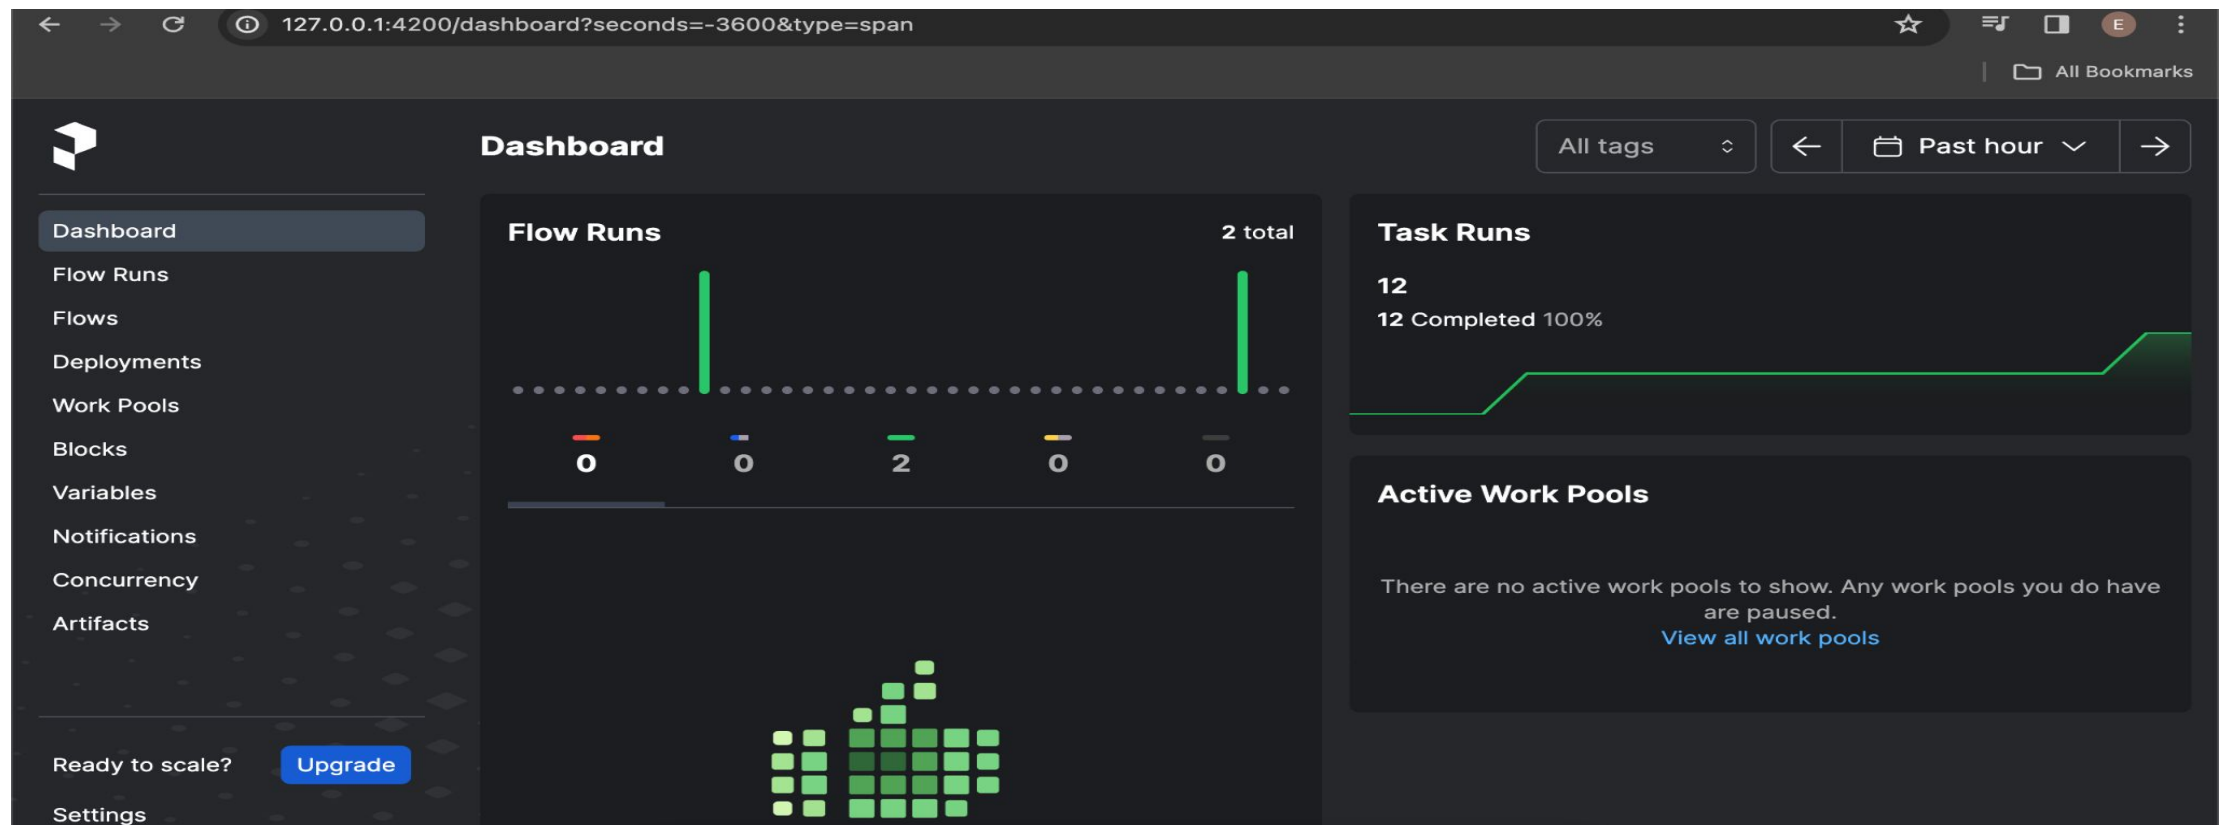 127.0.0.1:4200/dashboard?seconds=-3600&type=span
E
All Bookmarks
Dashboard
All tags
Past hour
Dashboard
Flow Runs
Flows
Deployments
Work Pools
Blocks
Variables
Notifications
Concurrency
Artifacts
Ready to scale?
Upgrade
Settings
Flow Runs
2 total
0
0
2
0
0
Task Runs
12
12 Completed 100%
Active Work Pools
There are no active work pools to show. Any work pools you do have
are paused.
View all work pools